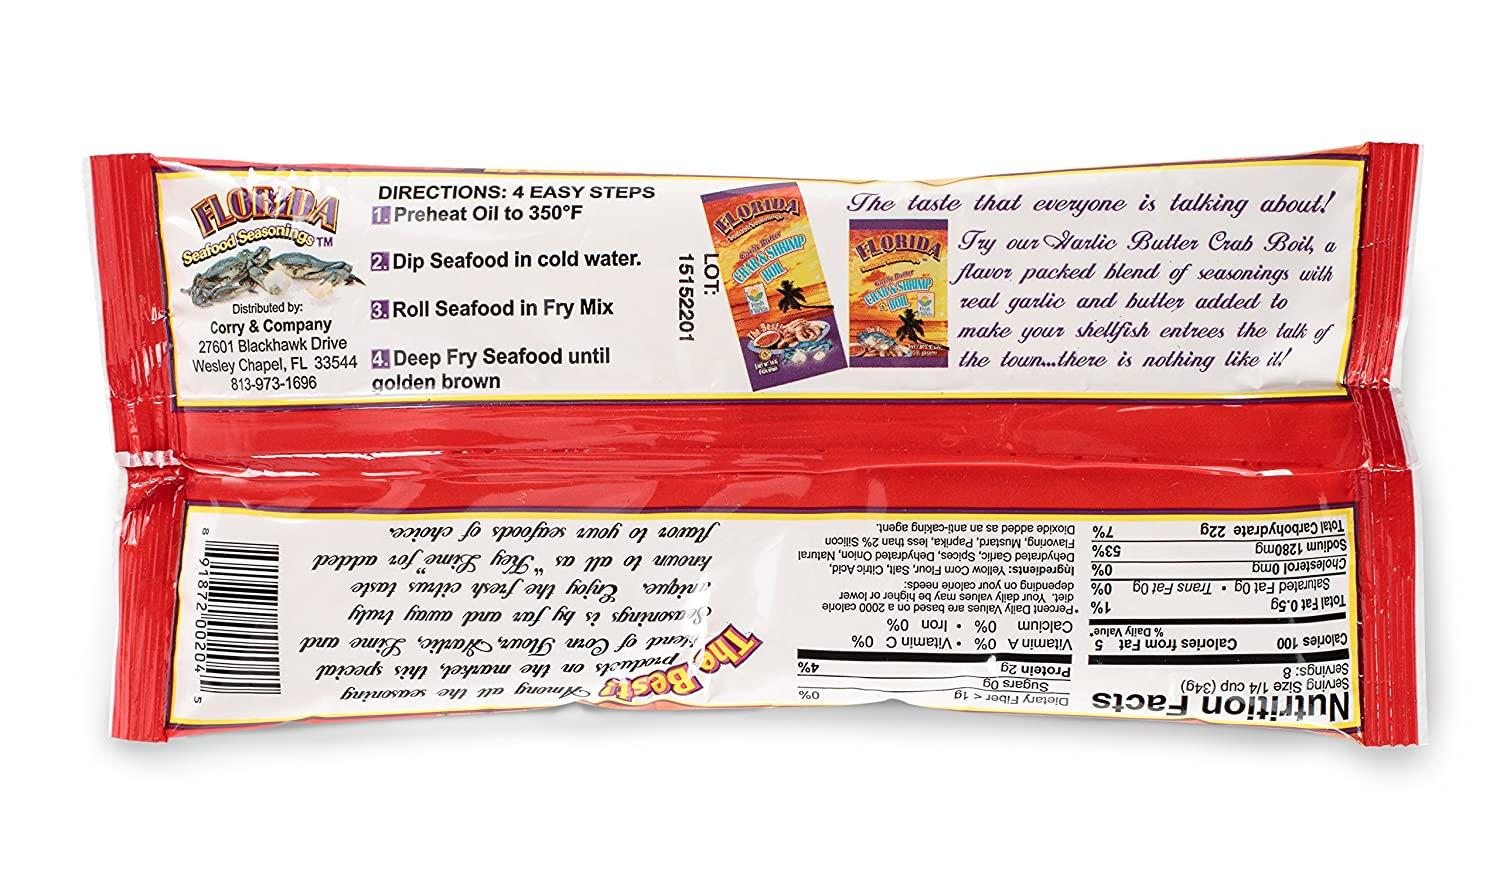 FLORIDA
Seafood Seasonings TM
Distributed by:
Corry & Company
27601 Blackhawk Drive
Wesley Chapel, FL 33544
813-973-1696
DIRECTIONS: 4 EASY STEPS
1. Preheat Oil to 350°F
2. Dip Seafood in cold water.
3. Roll Seafood in Fry Mix
4. Deep Fry Seafood until
golden brown
LOT:
15152201
FLORIDA
Garlic Butter
CRAB & SHRIMP
BOIL
The Best!
FLORIDA
Garlic Butter
CRAB & SHRIMP
BOIL
The Best!
The taste that everyone is talking about!
Try our Garlic Butter Crab Boil, a
flavor packed blend of seasonings with
real garlic and butter added to
make your shellfish entrees the talk of
the town...there is nothing like it!
Nutrition Facts
Serving Size 1/4 cup (34g)
Servings: 8
Calories 100 Calories from Fat 5
% Daily Value*
Total Fat 0.5g 1%
Saturated Fat 0g • Trans Fat 0g 0%
Cholesterol 0mg 0%
Sodium 1280mg 53%
Total Carbohydrate 22g 7%
Dietary Fiber < 1g 0%
Sugars 0g
Protein 2g 4%
Vitamin A 0% • Vitamin C 0%
Calcium 0% • Iron 0%
*Percent Daily Values are based on a 2000 calorie
diet. Your daily values may be higher or lower
depending on your calorie needs:
Ingredients: Yellow Corn Flour, Salt, Citric Acid,
Dehydrated Garlic, Spices, Dehydrated Onion, Natural
Flavoring, Mustard, Paprika, less than 2% Silicon
Dioxide added as an anti-caking agent.
The
Best!
Among all the seasoning
products on the market, this special
blend of Corn Flour, Garlic, Lime and
Seasonings is by far and away truly
unique. Enjoy the fresh citrus taste
known to all as "Key Lime" for added
flavor to your seafoods of choice.
8 91872 00204 5